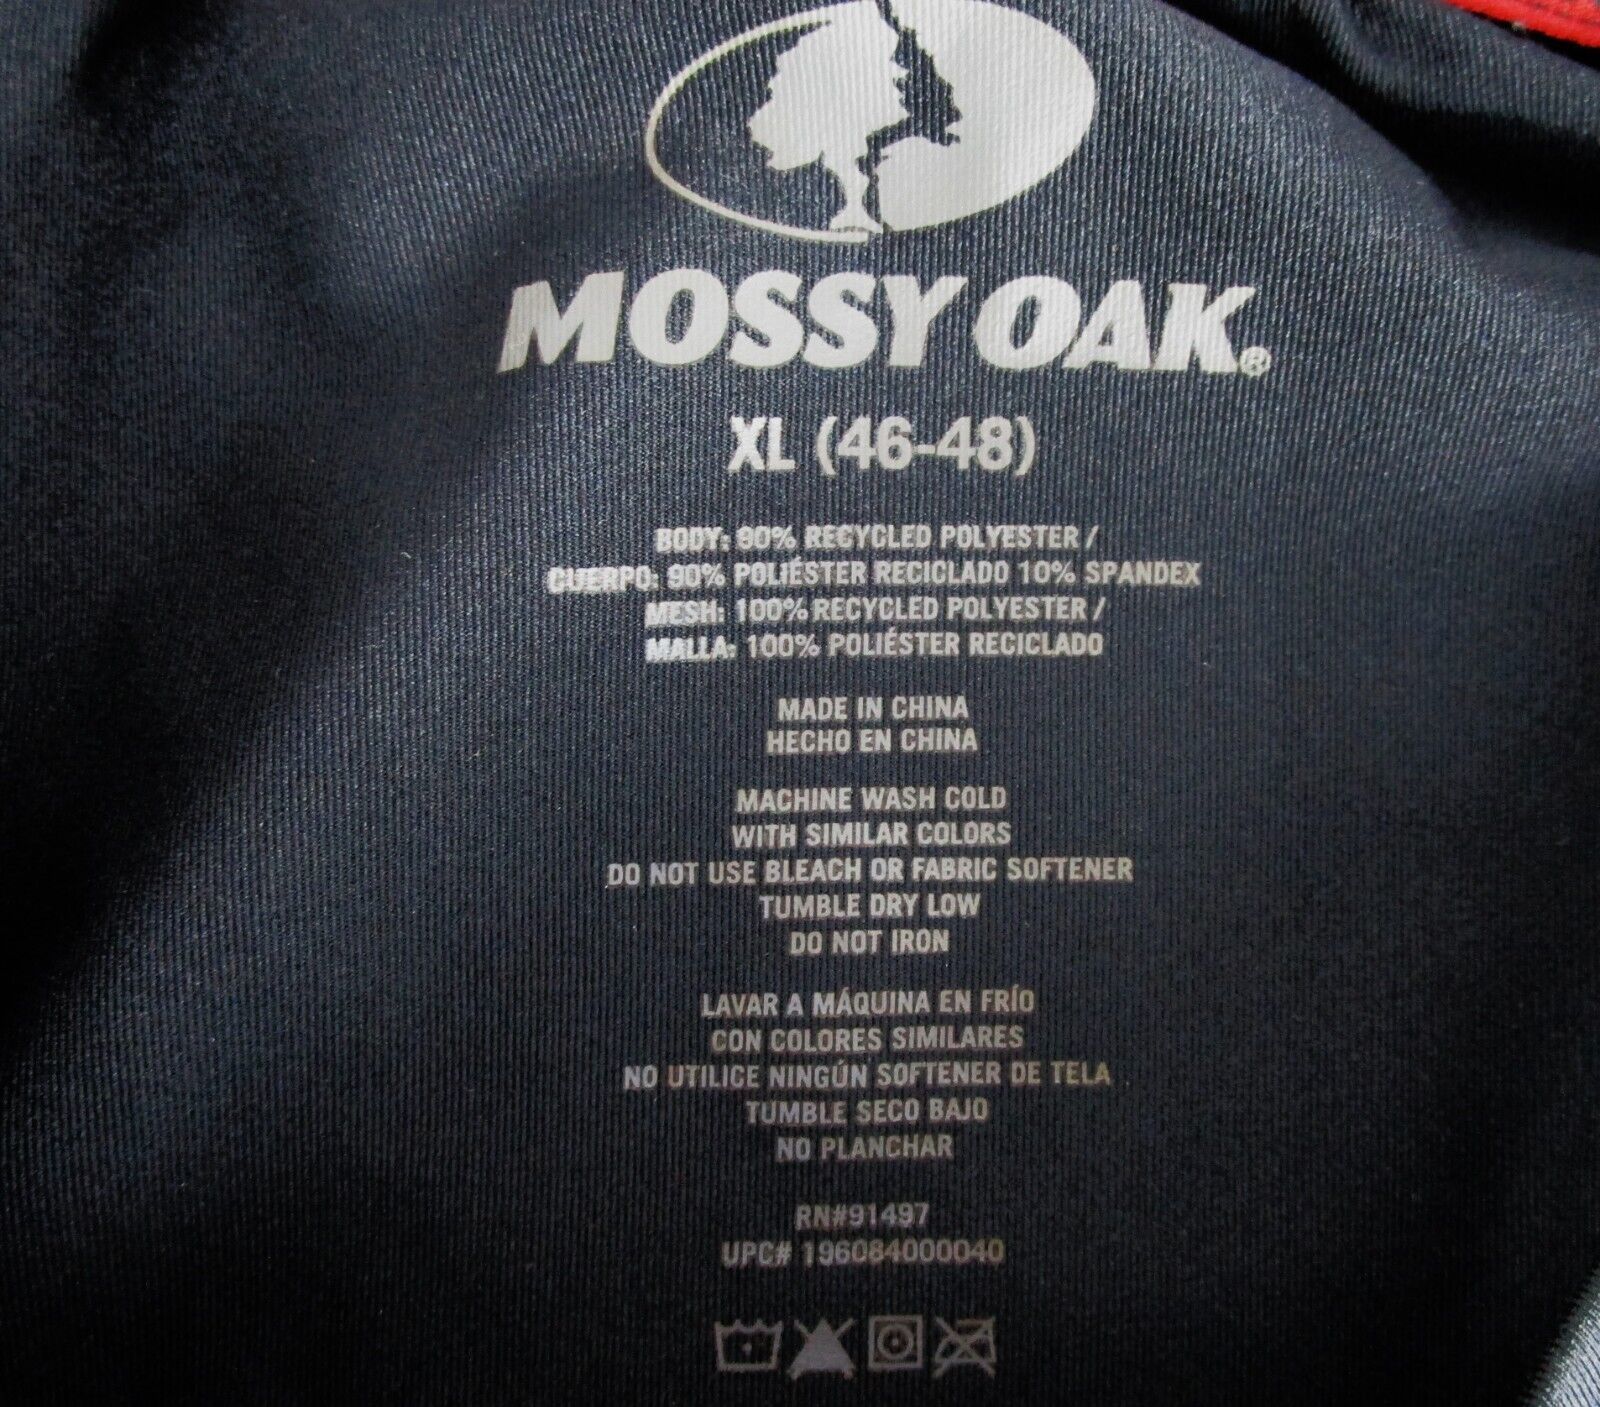 MOSSY OAK®
XL (46-48)
BODY: 90% RECYCLED POLYESTER /
CUERPO: 90% POLIÉSTER RECICLADO 10% SPANDEX
MESH: 100% RECYCLED POLYESTER /
MALLA: 100% POLIÉSTER RECICLADO
MADE IN CHINA
HECHO EN CHINA
MACHINE WASH COLD
WITH SIMILAR COLORS
DO NOT USE BLEACH OR FABRIC SOFTENER
TUMBLE DRY LOW
DO NOT IRON
LAVAR A MÁQUINA EN FRÍO
CON COLORES SIMILARES
NO UTILICE NINGÚN SOFTENER DE TELA
TUMBLE SECO BAJO
NO PLANCHAR
RN#91497
UPC# 196084000040